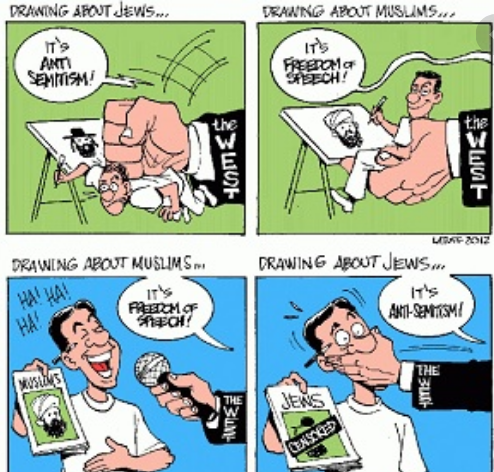 DRAWING ABOUT JEWS...
IT'S
ANTI
SEMITISM!
the
WEST
DRAWING ABOUT MUSLIMS...
IT'S
FREEDOM OF
SPEECH!
the
WEST
LATUFF 2012
DRAWING ABOUT MUSLIMS...
HA! HA!
HA!
IT'S
FREEDOM OF
SPEECH!
MUSLIMS
THE
WEST
DRAWING ABOUT JEWS...
IT'S
ANTI-SEMITISM!
THE
WEST
JEWS
CENSORED